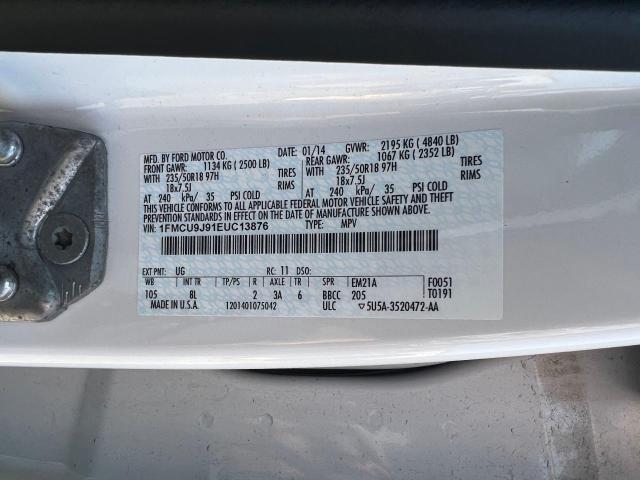 MFD. BY FORD MOTOR CO.
DATE: 01/14 GVWR: 2195 KG ( 4840 LB)
FRONT GAWR: 1134 KG ( 2500 LB) REAR GAWR: 1067 KG ( 2352 LB)
WITH 235/50R18 97H TIRES WITH 235/50R18 97H TIRES
18x7.5J RIMS 18x7.5J RIMS
AT 240 kPa/ 35 PSI COLD AT 240 kPa/ 35 PSI COLD
THIS VEHICLE CONFORMS TO ALL APPLICABLE FEDERAL MOTOR VEHICLE SAFETY AND
THEFT PREVENTION STANDARDS IN EFFECT ON THE DATE OF MANUFACTURE SHOWN ABOVE.
VIN: 1FMCU9J91EUC13876 TYPE: MPV
EXT PNT: UG RC: 11 DSO:
WB TP/PS R AX TR SPR EM21A F0051
105 8L 2 3A 6 BBCC 205 T0191
MADE IN U.S.A. 1201401075042 ULC 5U5A-3520472-AA